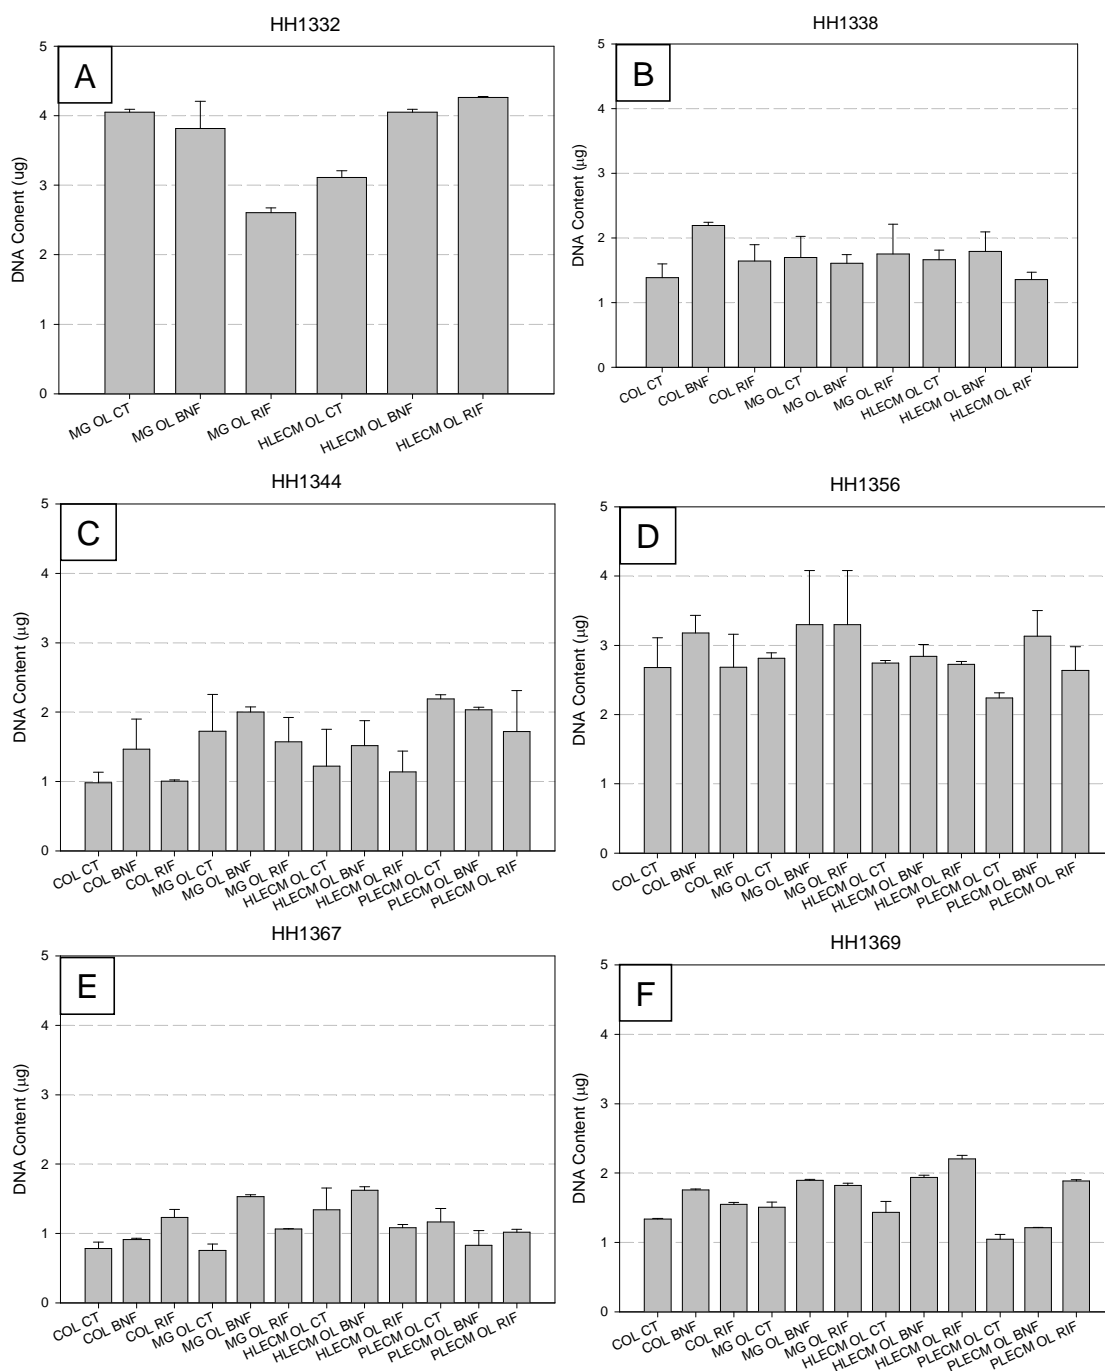 HH1332
A
DNA Conent (ug)
5
4
3
2
1
0
MG OL CT
MG OL BNF
MG OL RIF
HLECM OL CT
HLECM OL BNF
HLECM OL RIF
HH1338
B
DNA Content (µg)
5
4
3
2
1
0
COL CT
COL BNF
COL RIF
MG OL CT
MG OL BNF
MG OL RIF
HLECM OL CT
HLECM OL BNF
HLECM OL RIF
HH1344
C
DNA Content (µg)
5
4
3
2
1
0
COL CT
COL BNF
COL RIF
MG OL CT
MG OL BNF
MG OL RIF
HLECM OL CT
HLECM OL BNF
HLECM OL RIF
PLECM OL CT
PLECM OL BNF
PLECM OL RIF
HH1356
D
DNA Content (µg)
5
4
3
2
1
0
COL CT
COL BNF
COL RIF
MG OL CT
MG OL BNF
MG OL RIF
HLECM OL CT
HLECM OL BNF
HLECM OL RIF
PLECM OL CT
PLECM OL BNF
PLECM OL RIF
HH1367
E
DNA Content (µg)
5
4
3
2
1
0
COL CT
COL BNF
COL RIF
MG OL CT
MG OL BNF
MG OL RIF
HLECM OL CT
HLECM OL BNF
HLECM OL RIF
PLECM OL CT
PLECM OL BNF
PLECM OL RIF
HH1369
F
DNA Content (µg)
5
4
3
2
1
0
COL CT
COL BNF
COL RIF
MG OL CT
MG OL BNF
MG OL RIF
HLECM OL CT
HLECM OL BNF
HLECM OL RIF
PLECM OL CT
PLECM OL BNF
PLECM OL RIF